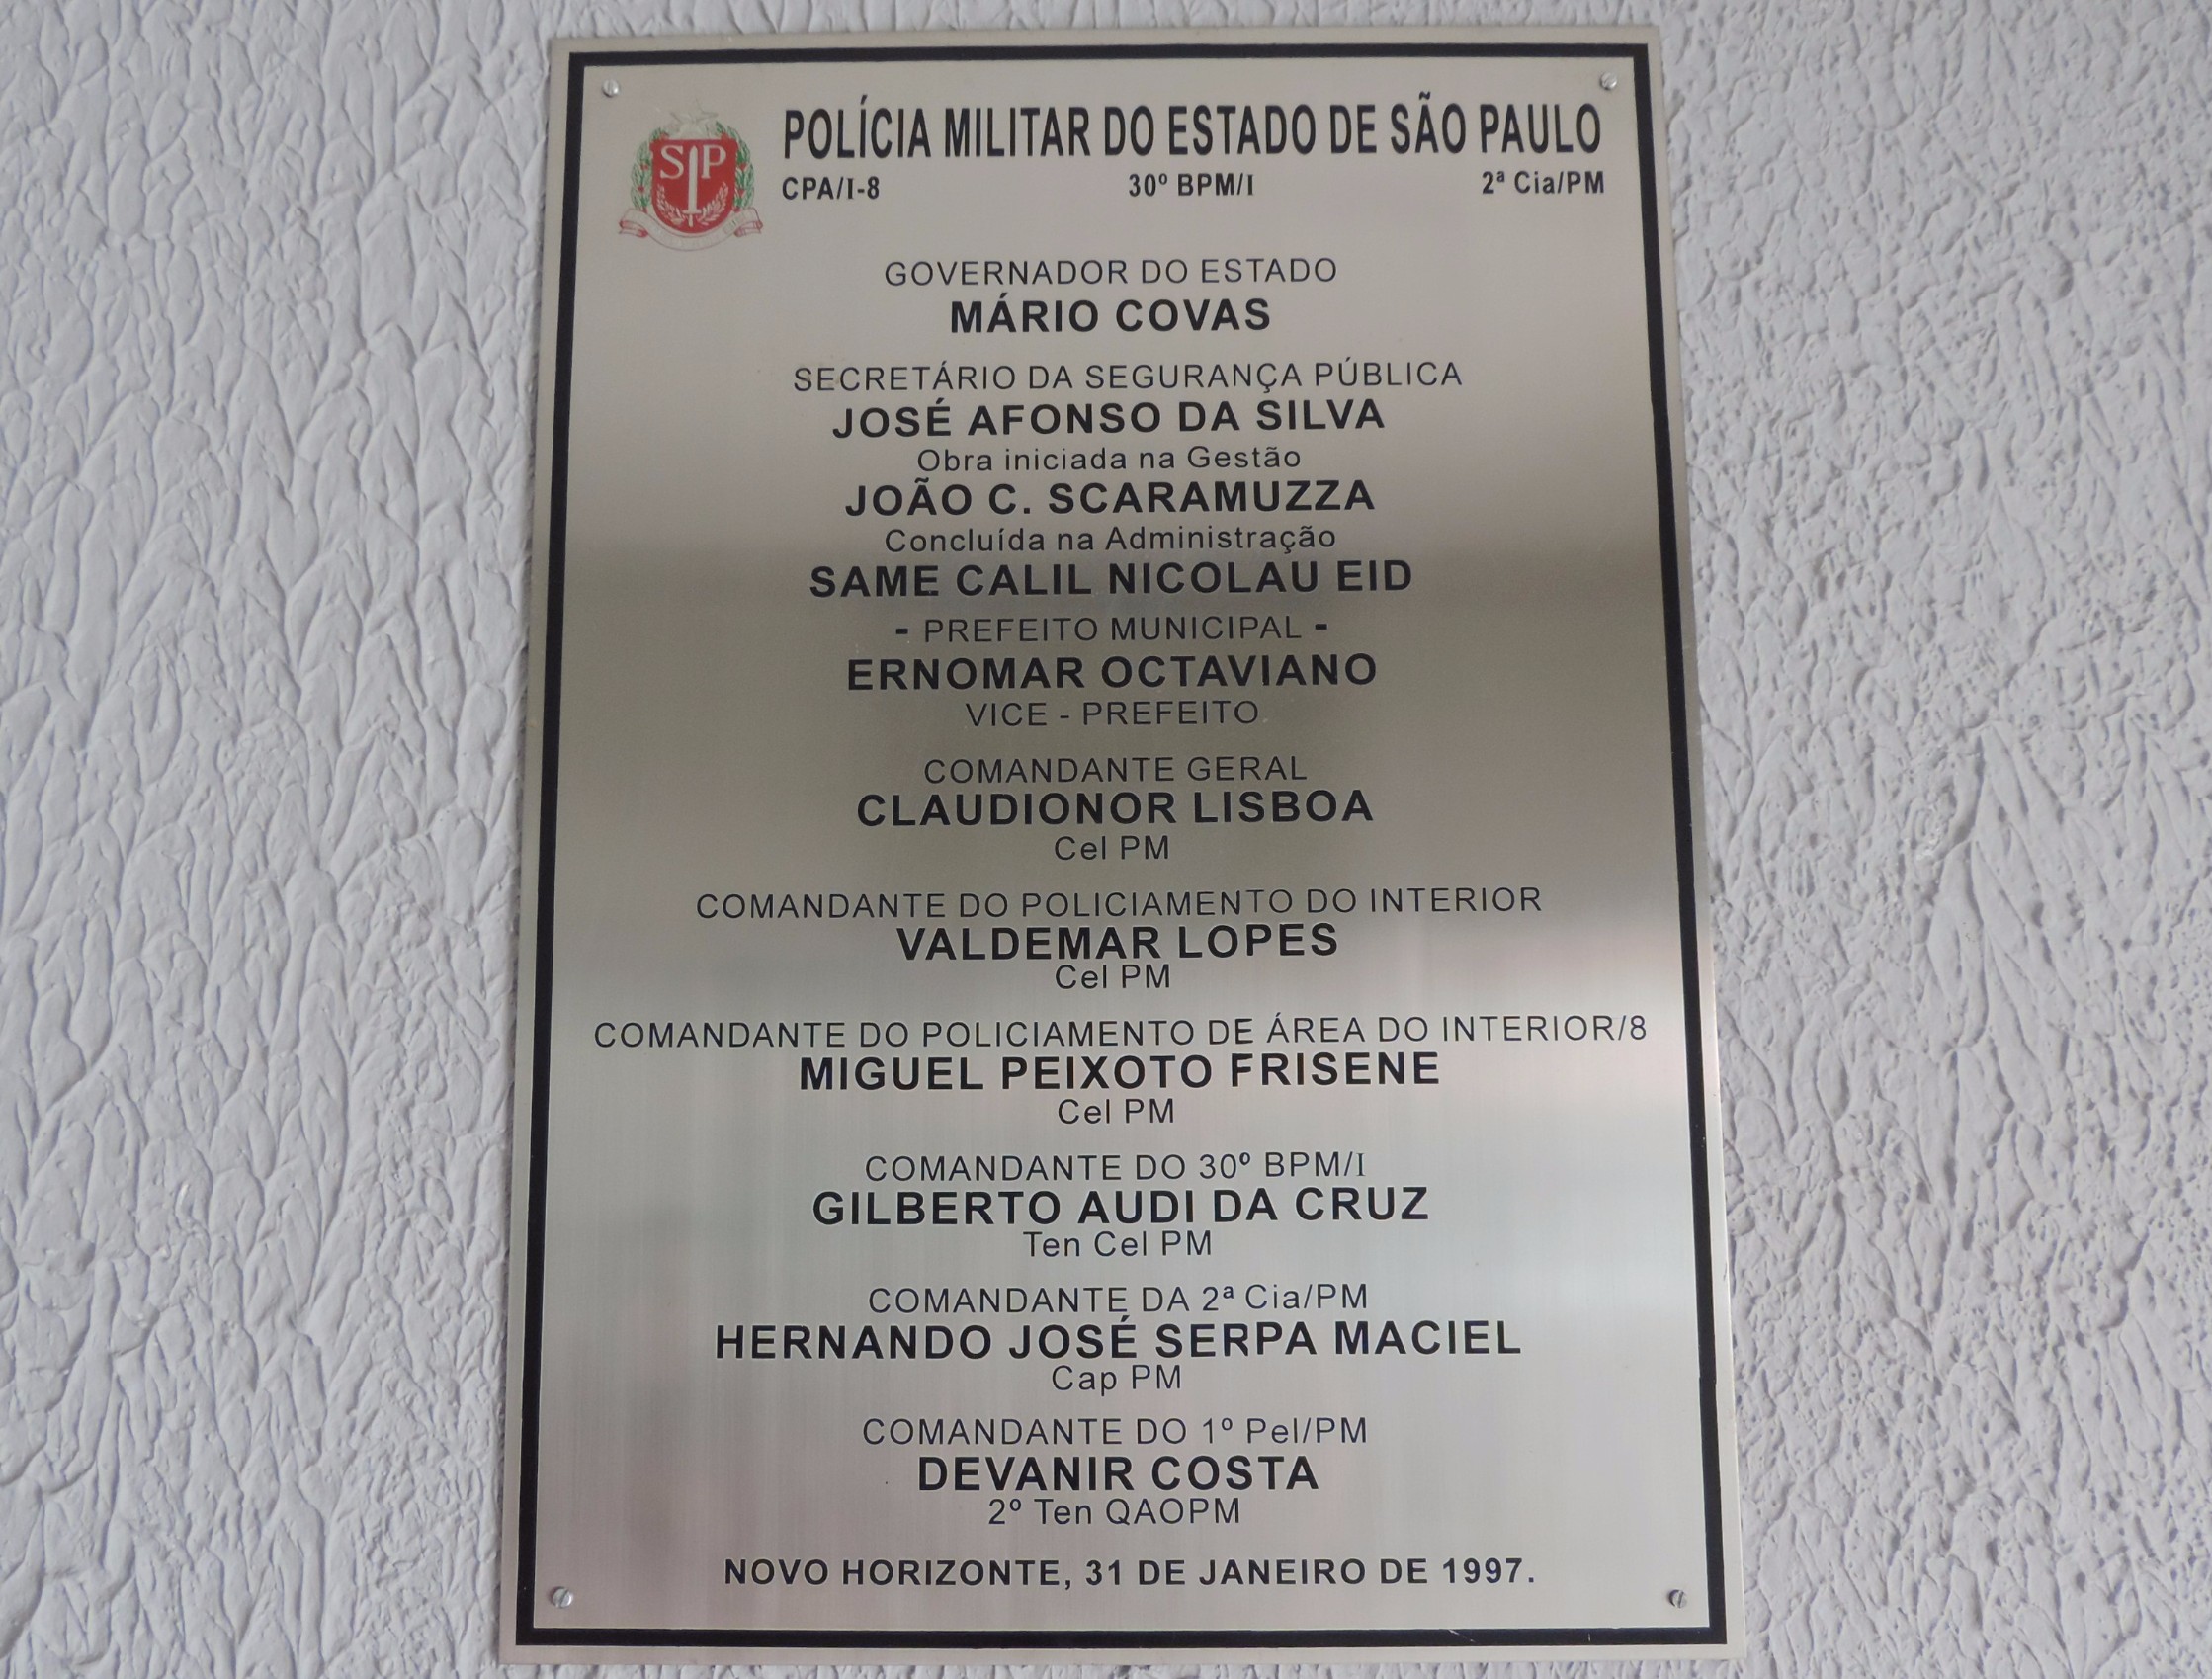 SP
POLÍCIA MILITAR DO ESTADO DE SÃO PAULO
CPA/I-8 30º BPM/I 2ª Cia/PM
GOVERNADOR DO ESTADO
MÁRIO COVAS
SECRETÁRIO DA SEGURANÇA PÚBLICA
JOSÉ AFONSO DA SILVA
Obra iniciada na Gestão
JOÃO C. SCARAMUZZA
Concluída na Administração
SAME CALIL NICOLAU EID
- PREFEITO MUNICIPAL -
ERNOMAR OCTAVIANO
VICE - PREFEITO
COMANDANTE GERAL
CLAUDIONOR LISBOA
Cel PM
COMANDANTE DO POLICIAMENTO DO INTERIOR
VALDEMAR LOPES
Cel PM
COMANDANTE DO POLICIAMENTO DE ÁREA DO INTERIOR/8
MIGUEL PEIXOTO FRISENE
Cel PM
COMANDANTE DO 30º BPM/I
GILBERTO AUDI DA CRUZ
Ten Cel PM
COMANDANTE DA 2ª Cia/PM
HERNANDO JOSÉ SERPA MACIEL
Cap PM
COMANDANTE DO 1º Pel/PM
DEVANIR COSTA
2º Ten QAOPM
NOVO HORIZONTE, 31 DE JANEIRO DE 1997.